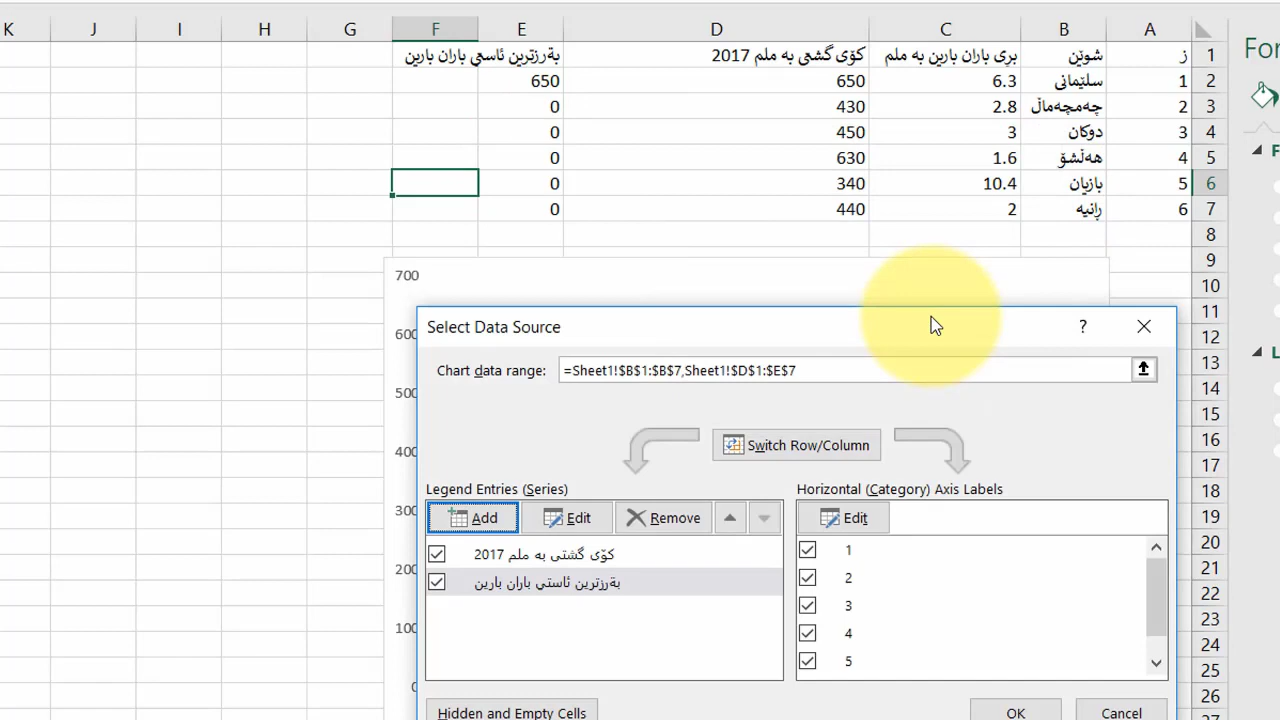 K J I H G F E D C B A
ز شوێن بڕی باران بارین بە ملم کۆی گشتی بە ملم 2017 بەرزترین ئاستی باران بارین 1
1 سلێمانی 6.3 650 650 2
2 چەمچەماڵ 2.8 430 0 3
3 دوکان 3 450 0 4
4 هەڵشۆ 1.6 630 0 5
5 بازیان 10.4 340 0 6
6 ڕانیە 2 440 0 7
8
9
700 10
11
600 12
13
500 14
15
400 16
17
18
300 19
20
21
200 22
23
100 24
25
0 26
27
Select Data Source ?
Chart data range: =Sheet1!$B$1:$B$7,Sheet1!$D$1:$E$7
Switch Row/Column
Legend Entries (Series)
Add Edit Remove
کۆی گشتی بە ملم 2017
بەرزترین ئاستی باران بارین
Horizontal (Category) Axis Labels
Edit
1
2
3
4
5
Hidden and Empty Cells
OK Cancel